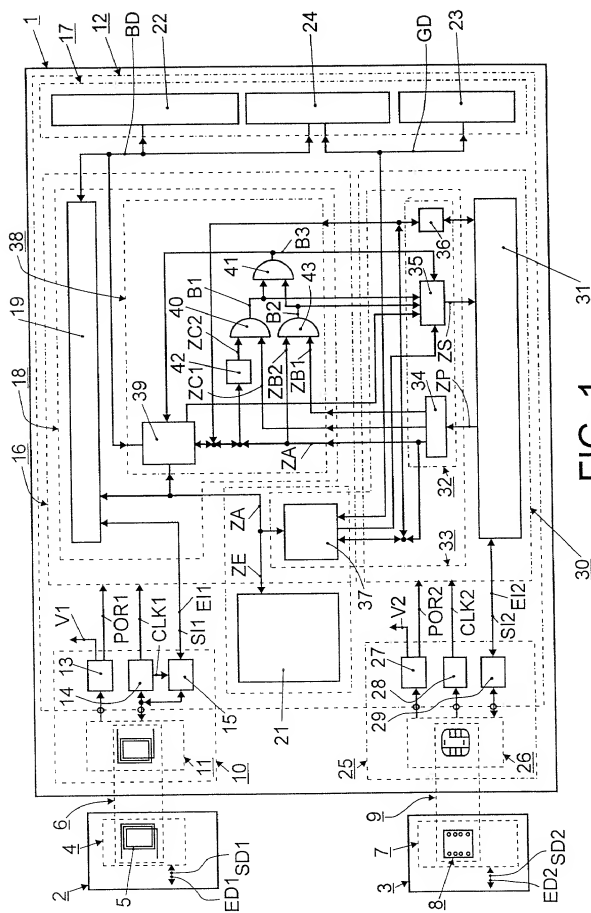 1
17
12
BD
22
24
GD
23
38
19
18
16
B3
41
B1
40
ZC2
42
ZC1
39
B2
43
ZB2
ZB1
ZA
36
35
ZS
34
ZP
32
31
ZA
ZE
37
33
30
FIG. 1
V1
POR1
CLK1
EI1
SI1
13
14
15
21
V2
POR2
CLK2
EI2
SI2
27
28
29
11
10
25
26
6
9
4
2
5
SD1
ED1
7
3
8
SD2
ED2